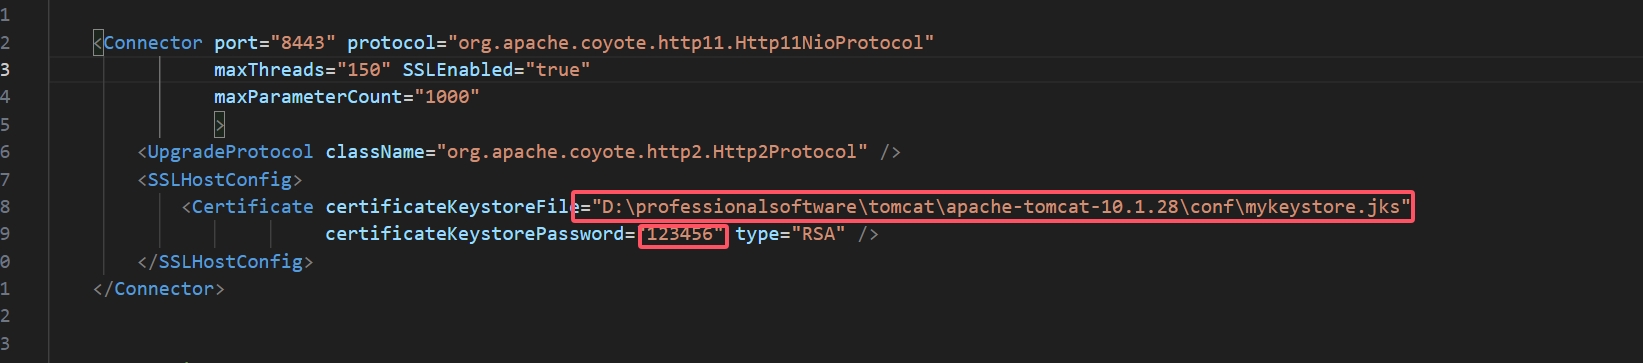 1
2 <Connector port="8443" protocol="org.apache.coyote.http11.Http11NioProtocol"
3 maxThreads="150" SSLEnabled="true"
4 maxParameterCount="1000"
5 >
6 <UpgradeProtocol className="org.apache.coyote.http2.Http2Protocol" />
7 <SSLHostConfig>
8 <Certificate certificateKeystoreFile="D:\professionalsoftware\tomcat\apache-tomcat-10.1.28\conf\mykeystore.jks"
9 certificateKeystorePassword="123456" type="RSA" />
0 </SSLHostConfig>
1 </Connector>
2
3